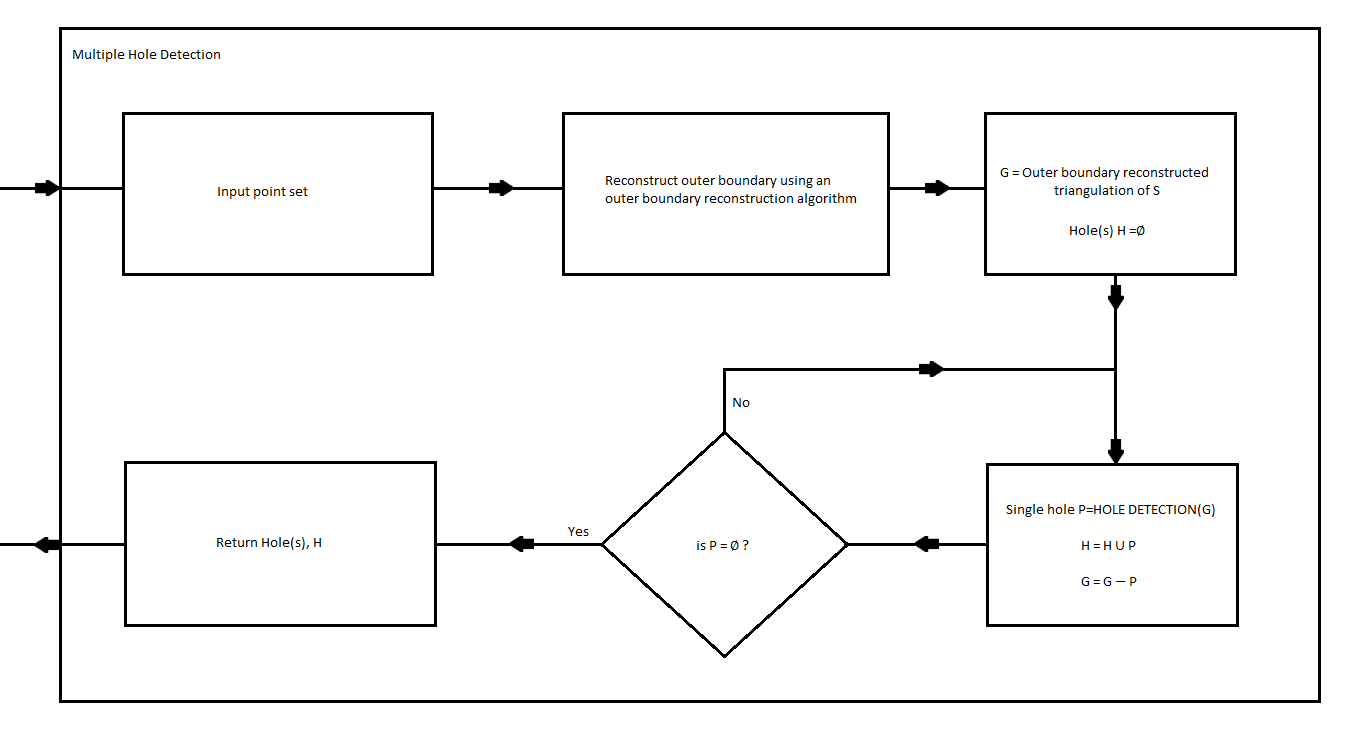 Multiple Hole Detection
Input point set
Reconstruct outer boundary using an
outer boundary reconstruction algorithm
G = Outer boundary reconstructed
triangulation of S
Hole(s) H =Ø
No
Single hole P=HOLE DETECTION(G)
H = H U P
G = G — P
is P = Ø ?
Yes
Return Hole(s), H